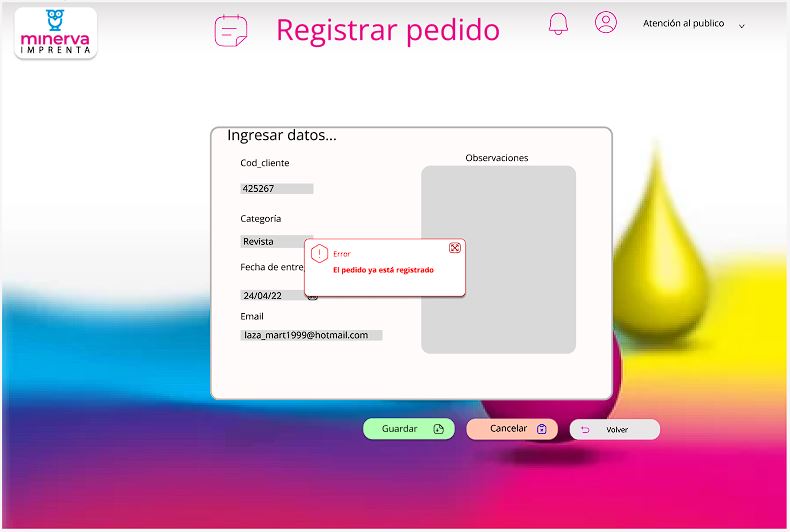 minerva
IMPRENTA
Registrar pedido
Atención al publico
Ingresar datos...
Cod_cliente
425267
Categoría
Revista
Fecha de entre
24/04/22
Email
laza_mart1999@hotmail.com
Observaciones
Error
El pedido ya está registrado
Guardar
Cancelar
Volver